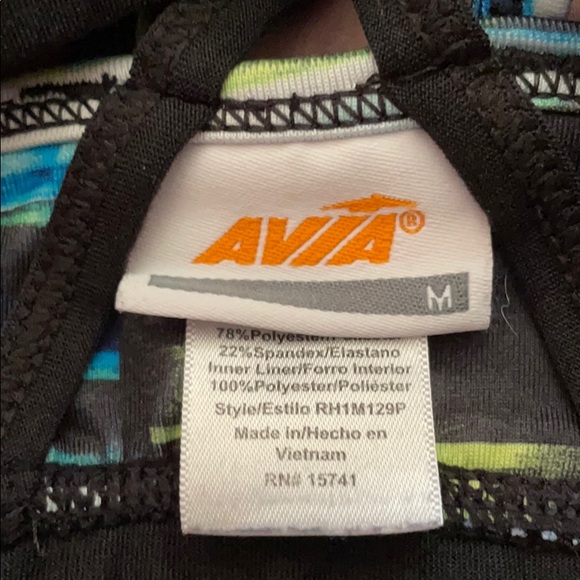 AVIA®
M
78%Polyester/
22%Spandex/Elastano
Inner Liner/Forro Interior
100%Polyester/Poliéster
Style/Estilo RH1M129P
Made in/Hecho en
Vietnam
RN# 15741